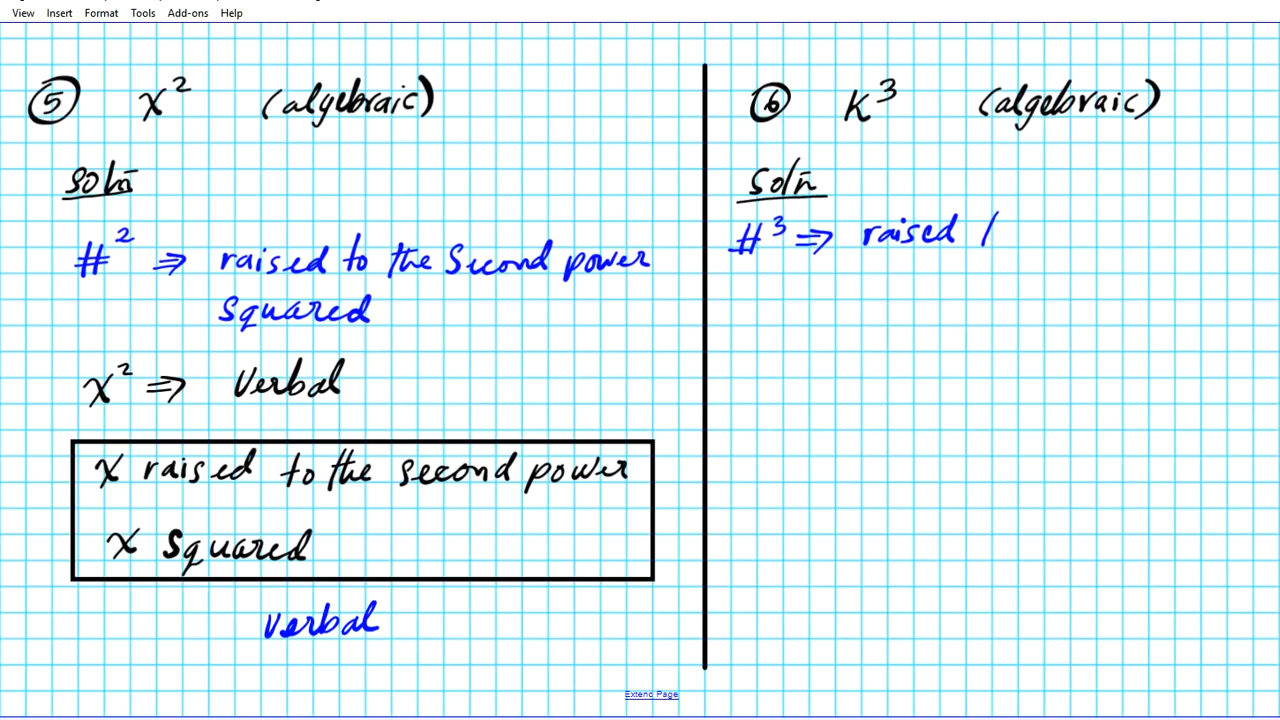 View Insert Format Tools Add-ons Help
⑤ x² (algebraic)
Soln
#² ⇒ raised to the Second power
Squared
x² ⇒ Verbal
x raised to the second power
x Squared
Verbal
⑥ K³ (algebraic)
Soln
#³ ⇒ raised
Extend Page